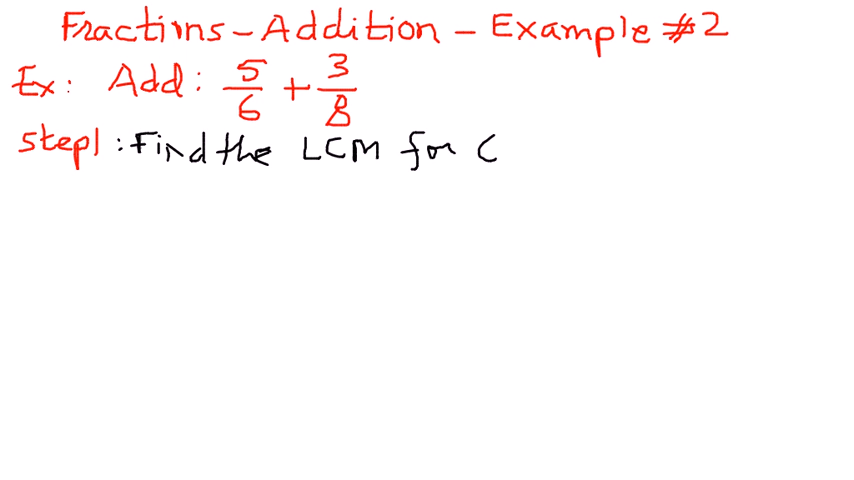 Fractions - Addition - Example #2
Ex: Add: 5/6 + 3/8
Step1: Find the LCM for C